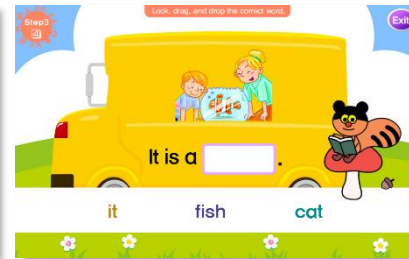 Look, drag, and drop the correct word.
Step3
Exit
It is a .
it fish cat